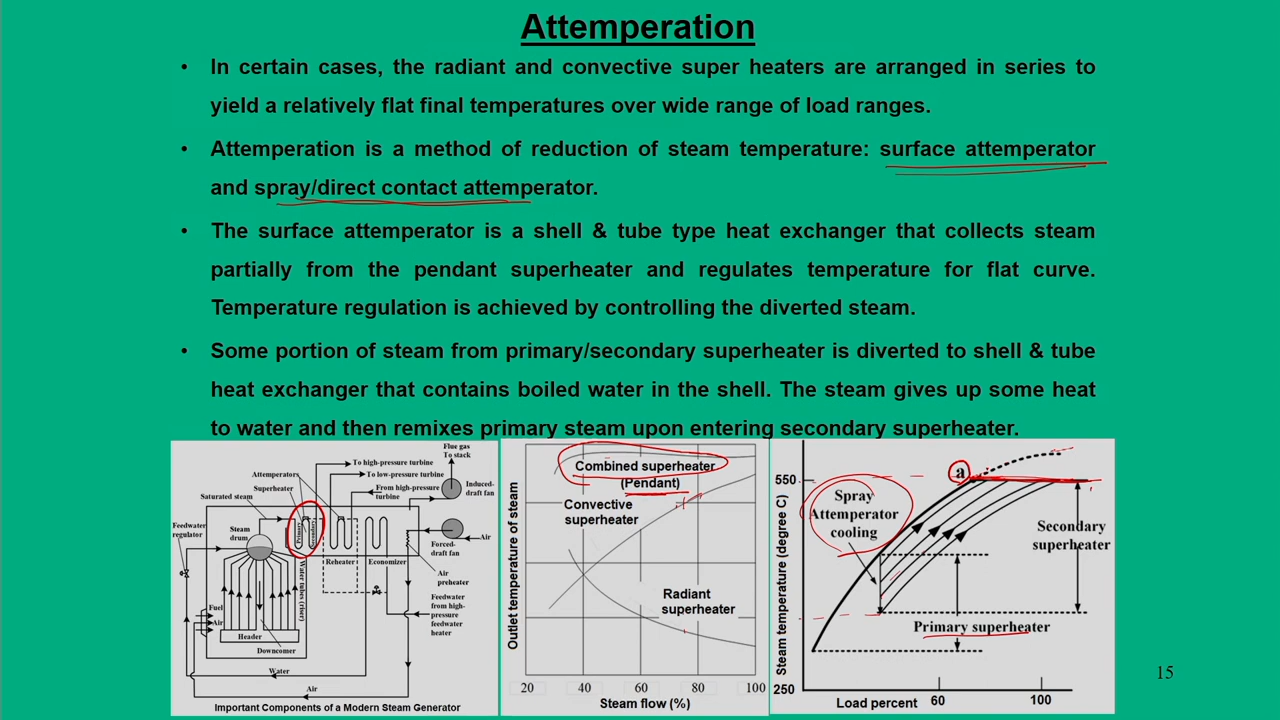 Attemperation
• In certain cases, the radiant and convective super heaters are arranged in series to
yield a relatively flat final temperatures over wide range of load ranges.
• Attemperation is a method of reduction of steam temperature: surface attemperator
and spray/direct contact attemperator.
• The surface attemperator is a shell & tube type heat exchanger that collects steam
partially from the pendant superheater and regulates temperature for flat curve.
Temperature regulation is achieved by controlling the diverted steam.
• Some portion of steam from primary/secondary superheater is diverted to shell & tube
heat exchanger that contains boiled water in the shell. The steam gives up some heat
to water and then remixes primary steam upon entering secondary superheater.
Flue gas
To stack
To high-pressure turbine
To low-pressure turbine
Attemperators
From high-pressure
turbine
Superheater
Induced-
draft fan
Saturated steam
Feedwater
regulator
Steam
drum
Primary
Secondary
Air
Forced-
draft fan
Reheater
Economizer
Water tubes (riser)
Air
preheater
Fuel
Air
Feedwater
from high-
pressure
feedwater
heater
Header
Downcomer
Water
Air
Important Components of a Modern Steam Generator
Outlet temperature of steam
Combined superheater
(Pendant)
Convective
superheater
Radiant
superheater
20
40
60
80
100
Steam flow (%)
Steam temperature (degree C)
550
a
Spray
Attemperator
cooling
Secondary
superheater
Primary superheater
250
Load percent
60
100
15